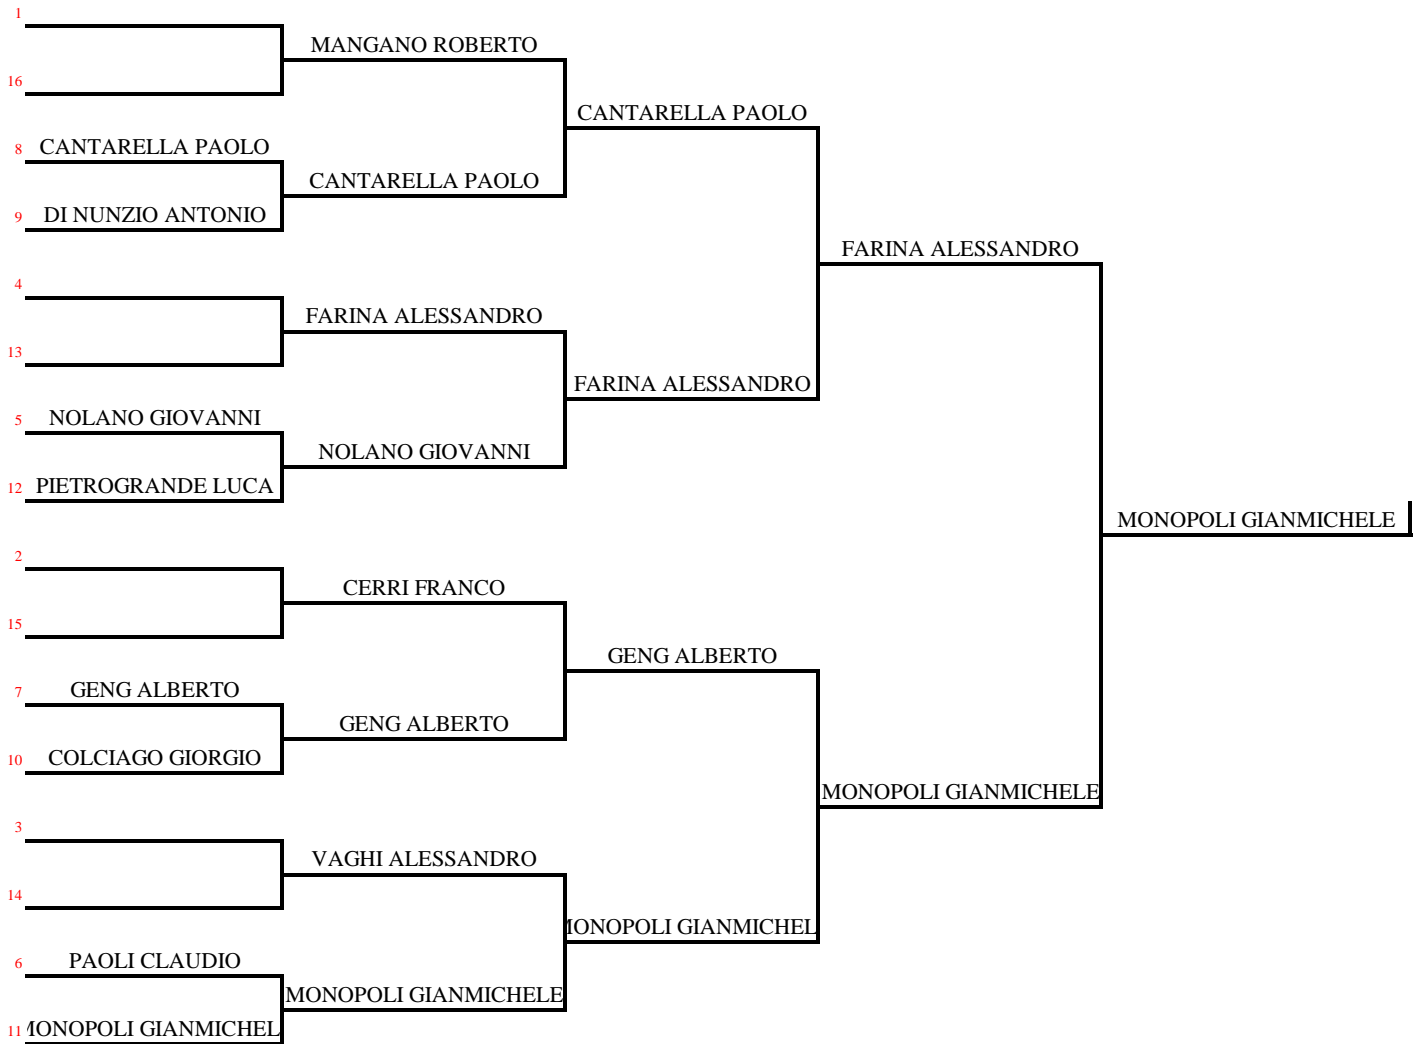 1
MANGANO ROBERTO
16
CANTARELLA PAOLO
8 CANTARELLA PAOLO
CANTARELLA PAOLO
9 DI NUNZIO ANTONIO
FARINA ALESSANDRO
4
FARINA ALESSANDRO
13
FARINA ALESSANDRO
5 NOLANO GIOVANNI
NOLANO GIOVANNI
12 PIETROGRANDE LUCA
MONOPOLI GIANMICHELE
2
CERRI FRANCO
15
GENG ALBERTO
7 GENG ALBERTO
GENG ALBERTO
10 COLCIAGO GIORGIO
MONOPOLI GIANMICHELE
3
VAGHI ALESSANDRO
14
MONOPOLI GIANMICHEL
6 PAOLI CLAUDIO
MONOPOLI GIANMICHELE
11 MONOPOLI GIANMICHEL